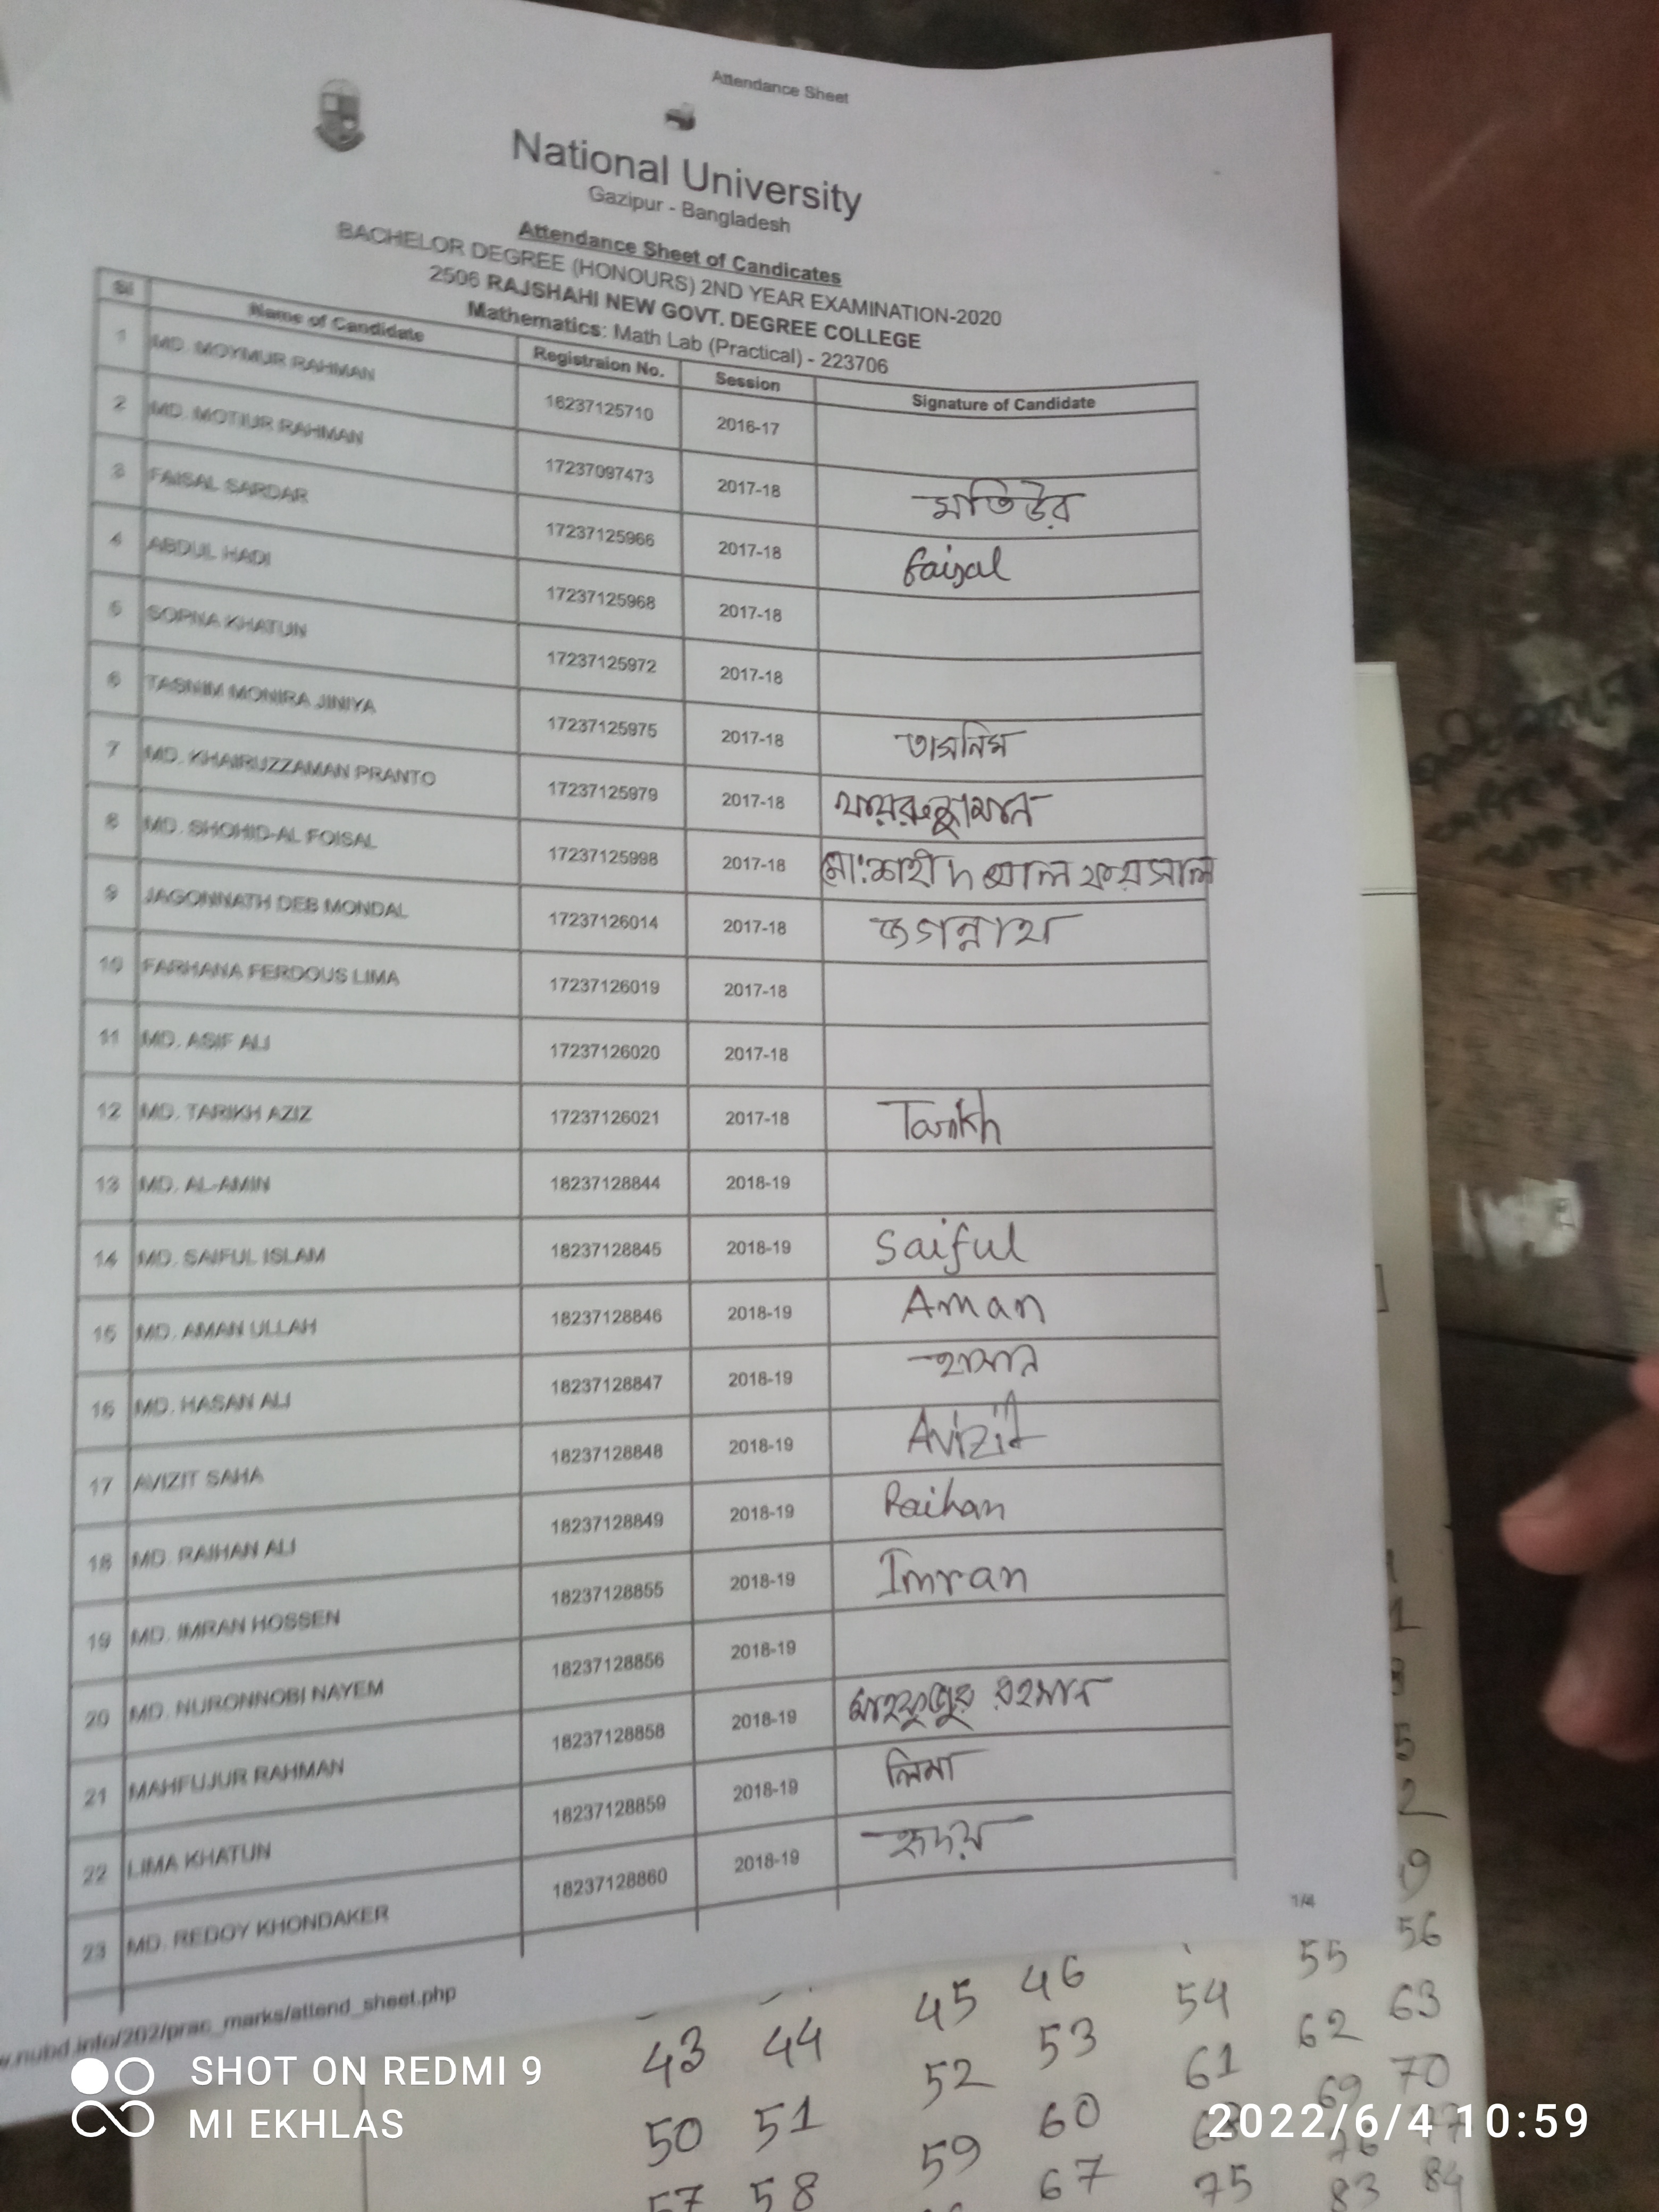 Attendance Sheet
National University
Gazipur - Bangladesh
Attendance Sheet of Candicates
BACHELOR DEGREE (HONOURS) 2ND YEAR EXAMINATION-2020
2506 RAJSHAHI NEW GOVT. DEGREE COLLEGE
Mathematics: Math Lab (Practical) - 223706
Sl Name of Candidate Registraion No. Session Signature of Candidate
1 MD. MOYMUR RAHMAN 16237125710 2016-17
2 MD. MOTIUR RAHMAN 17237097473 2017-18 মতিউর
3 FAISAL SARDAR 17237125966 2017-18 faisal
4 ABDUL HADI 17237125968 2017-18
5 SOPNA KHATUN 17237125972 2017-18
6 TASNIM MONIRA JINIYA 17237125975 2017-18 তাসনিম
7 MD. KHAIRUZZAMAN PRANTO 17237125979 2017-18 খায়রুজ্জামান
8 MD. SHOHID-AL FOISAL 17237125998 2017-18 মো:শাহীদ আল ফয়সাল
9 JAGONNATH DEB MONDAL 17237126014 2017-18 জগন্নাথ
10 FARHANA FERDOUS LIMA 17237126019 2017-18
11 MD. ASIF ALI 17237126020 2017-18
12 MD. TARIKH AZIZ 17237126021 2017-18 Tarikh
13 MD. AL-AMIN 18237128844 2018-19
14 MD. SAIFUL ISLAM 18237128845 2018-19 Saiful
15 MD. AMAN ULLAH 18237128846 2018-19 Aman
16 MD. HASAN ALI 18237128847 2018-19 হাসান
17 AVIZIT SAHA 18237128848 2018-19 Avizit
18 MD. RAIHAN ALI 18237128849 2018-19 Raihan
19 MD. IMRAN HOSSEN 18237128855 2018-19 Imran
20 MD. NURONNOBI NAYEM 18237128856 2018-19
21 MAHFUJUR RAHMAN 18237128858 2018-19 মাহফুজুর রহমান
22 LIMA KHATUN 18237128859 2018-19 লিমা
23 MD. REDOY KHONDAKER 18237128860 2018-19 হৃদয়
1/4
nubd.info/202/prac_marks/attend_sheet.php
43 44 45 46 54 55 56
50 51 52 53 61 62 63
57 58 59 60 68 69 70
67 75 76 77
83 84
SHOT ON REDMI 9
MI EKHLAS
2022/6/4 10:59